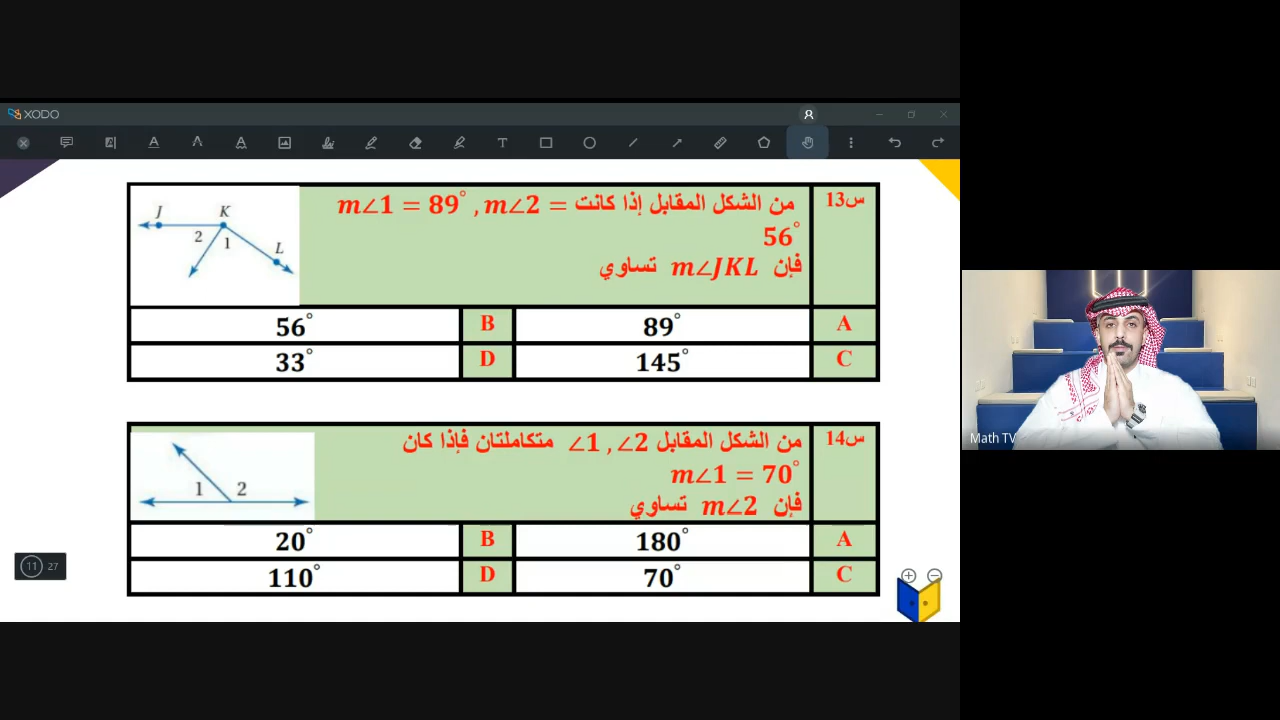 XODO
س13
من الشكل المقابل إذا كانت m∠1 = 89°, m∠2 =
56°
فإن m∠JKL تساوي
J K
2 1 L
A 89° B 56°
C 145° D 33°
س14
من الشكل المقابل ∠1 , ∠2 متكاملتان فإذا كان
m∠1 = 70°
فإن m∠2 تساوي
1 2
A 180° B 20°
C 70° D 110°
11 27
Math TV